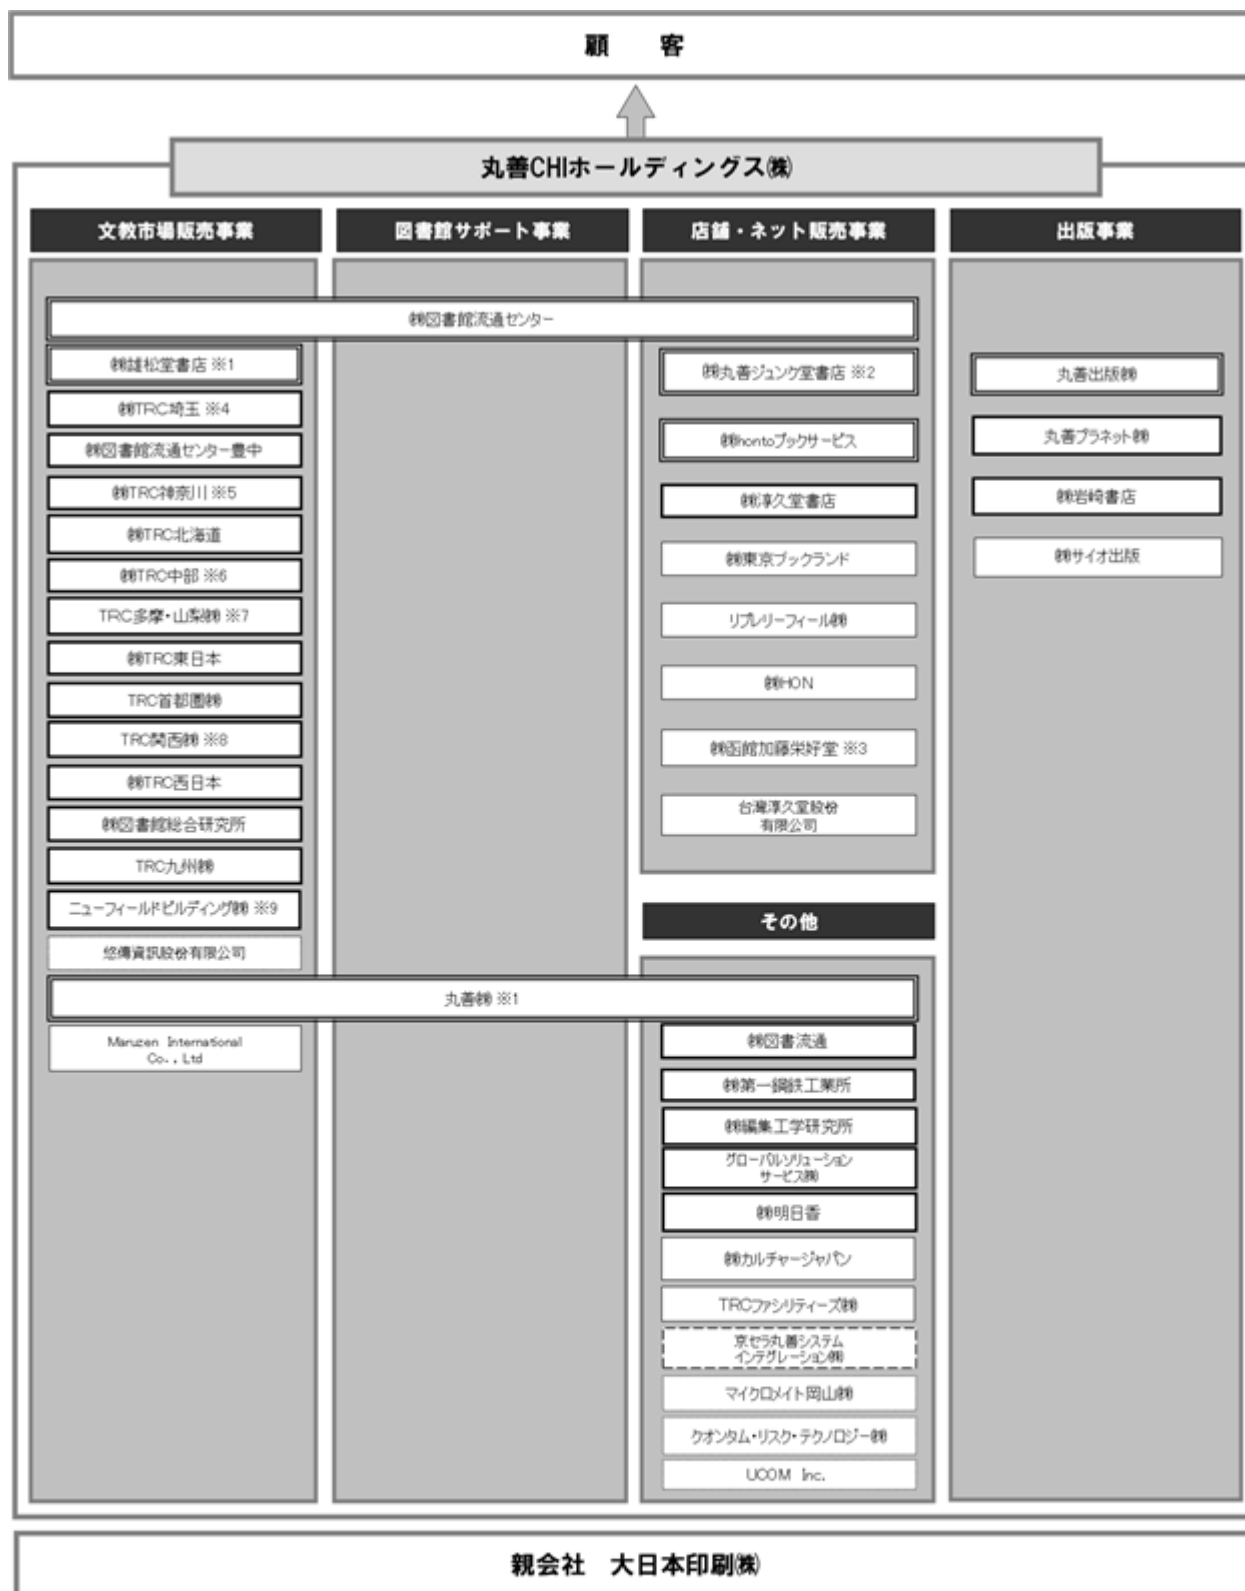 顧　客
丸善CHIホールディングス㈱
文教市場販売事業
図書館サポート事業
店舗・ネット販売事業
出版事業
㈱図書館流通センター
㈱雄松堂書店 ※1
㈱TRC埼玉 ※4
㈱図書館流通センター豊中
㈱TRC神奈川 ※5
㈱TRC北海道
㈱TRC中部 ※6
TRC多摩・山梨㈱ ※7
㈱TRC東日本
TRC首都圏㈱
TRC関西㈱ ※8
㈱TRC西日本
㈱図書館総合研究所
TRC九州㈱
ニューフィールドビルディング㈱ ※9
悠傳資訊股份有限公司
㈱丸善ジュンク堂書店 ※2
㈱hontoブックサービス
㈱淳久堂書店
㈱東京ブックランド
リブレリーフィール㈱
㈱HON
㈱函館加藤栄好堂 ※3
台灣淳久堂股份
有限公司
丸善出版㈱
丸善プラネット㈱
㈱岩崎書店
㈱サイオ出版
その他
丸善㈱ ※1
Maruzen International
Co., Ltd
㈱図書流通
㈱第一鋼鉄工業所
㈱編集工学研究所
グローバルソリューション
サービス㈱
㈱明日香
㈱カルチャージャパン
TRCファシリティーズ㈱
京セラ丸善システム
インテグレーション㈱
マイクロメイト岡山㈱
クオンタム・リスク・テクノロジー㈱
UCOM Inc.
親会社　大日本印刷㈱